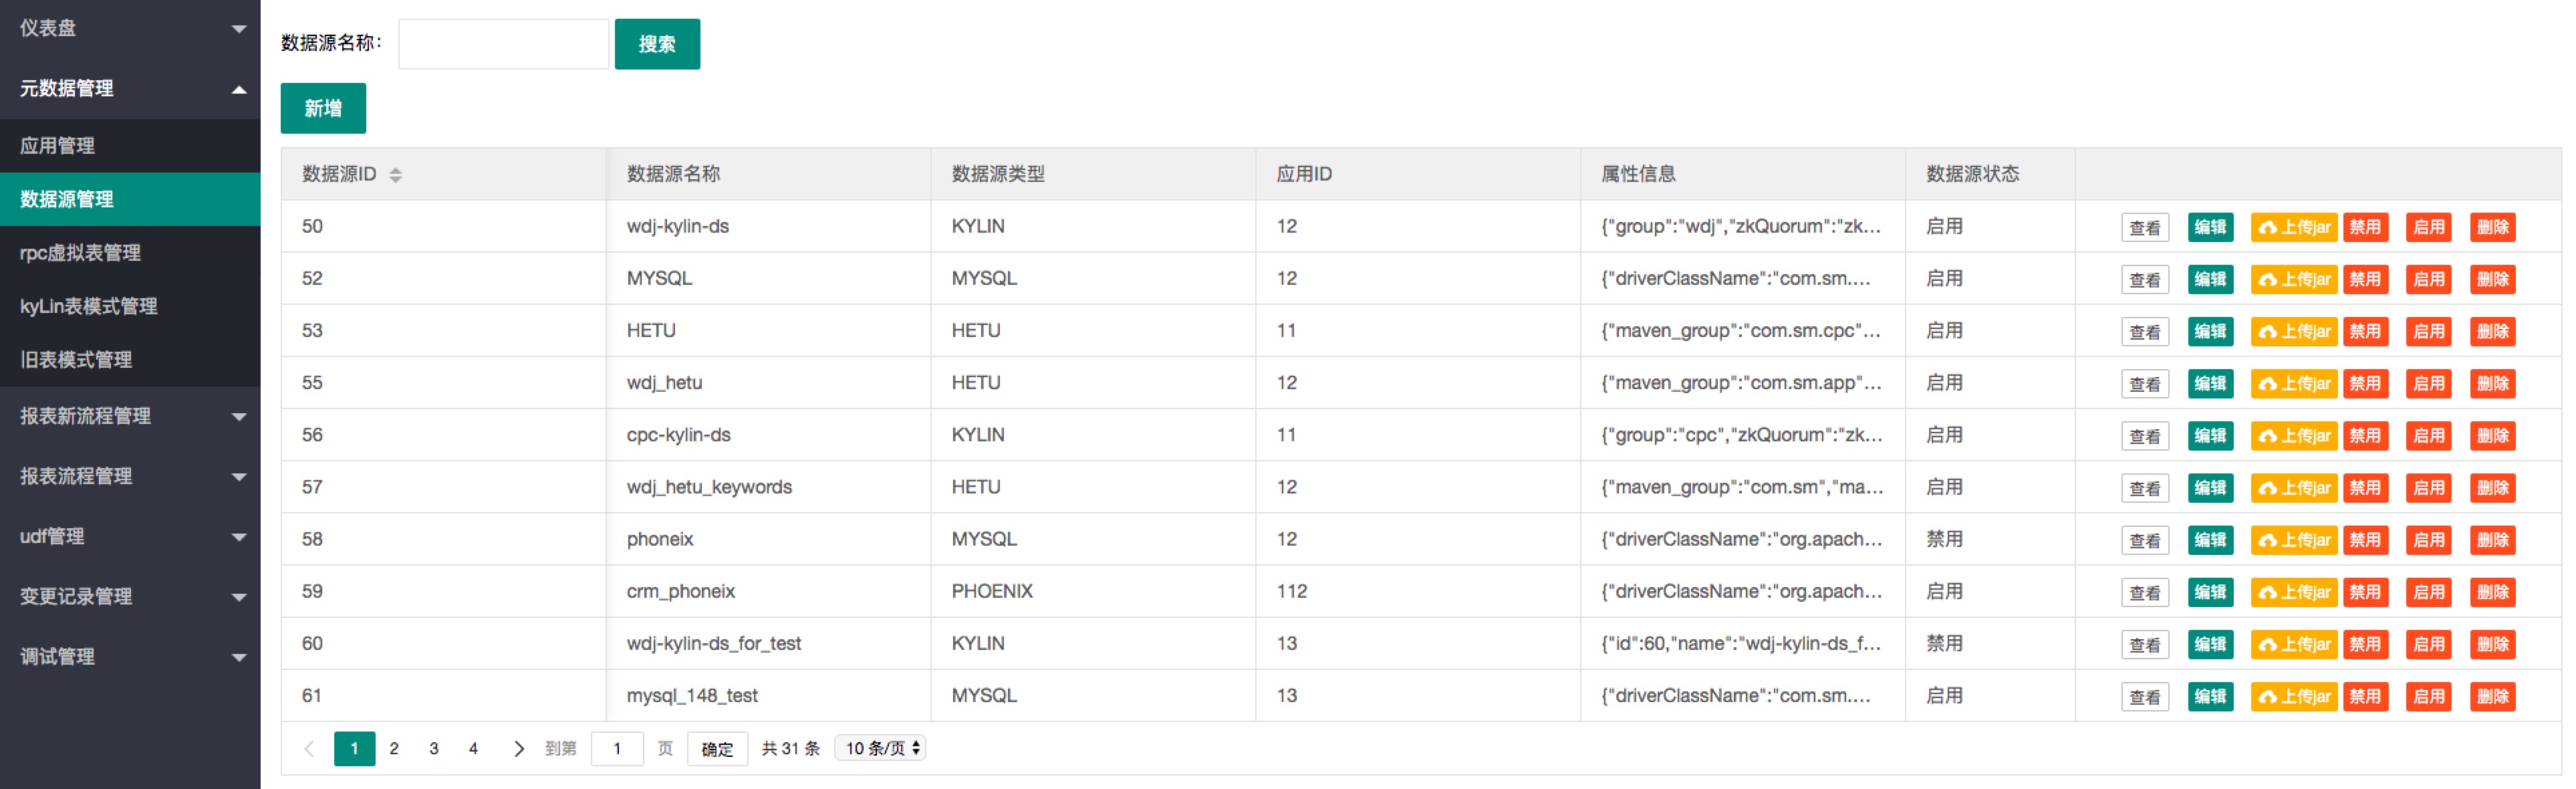 仪表盘
元数据管理
应用管理
数据源管理
rpc虚拟表管理
kyLin表模式管理
旧表模式管理
报表新流程管理
报表流程管理
udf管理
变更记录管理
调试管理
数据源名称： 搜索
新增
数据源ID 数据源名称 数据源类型 应用ID 属性信息 数据源状态
50 wdj-kylin-ds KYLIN 12 {"group":"wdj","zkQuorum":"zk... 启用 查看 编辑 上传jar 禁用 启用 删除
52 MYSQL MYSQL 12 {"driverClassName":"com.sm.... 启用 查看 编辑 上传jar 禁用 启用 删除
53 HETU HETU 11 {"maven_group":"com.sm.cpc"... 启用 查看 编辑 上传jar 禁用 启用 删除
55 wdj_hetu HETU 12 {"maven_group":"com.sm.app"... 启用 查看 编辑 上传jar 禁用 启用 删除
56 cpc-kylin-ds KYLIN 11 {"group":"cpc","zkQuorum":"zk... 启用 查看 编辑 上传jar 禁用 启用 删除
57 wdj_hetu_keywords HETU 12 {"maven_group":"com.sm","ma... 启用 查看 编辑 上传jar 禁用 启用 删除
58 phoneix MYSQL 12 {"driverClassName":"org.apach... 禁用 查看 编辑 上传jar 禁用 启用 删除
59 crm_phoneix PHOENIX 112 {"driverClassName":"org.apach... 启用 查看 编辑 上传jar 禁用 启用 删除
60 wdj-kylin-ds_for_test KYLIN 13 {"id":60,"name":"wdj-kylin-ds_f... 禁用 查看 编辑 上传jar 禁用 启用 删除
61 mysql_148_test MYSQL 13 {"driverClassName":"com.sm.... 启用 查看 编辑 上传jar 禁用 启用 删除
1 2 3 4 到第 1 页 确定 共 31 条 10 条/页